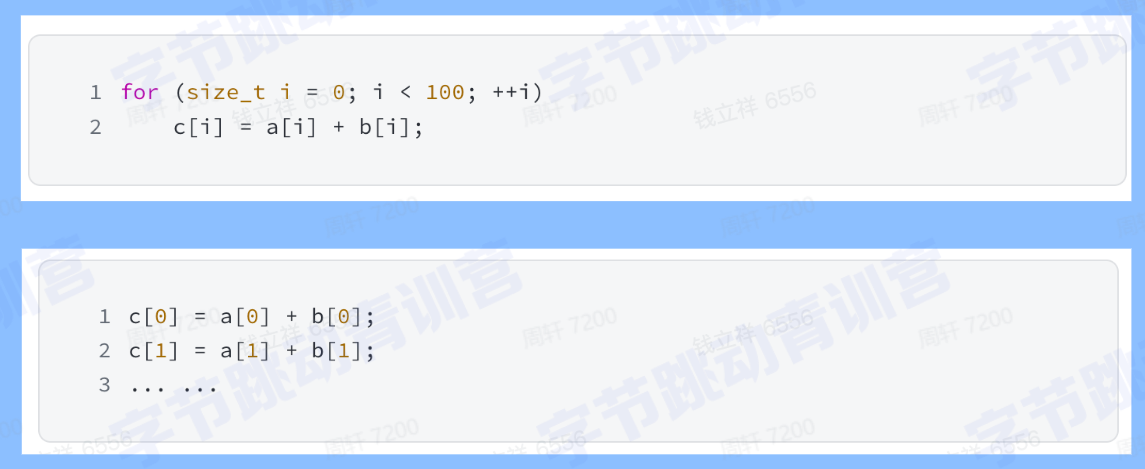 1 for (size_t i = 0; i < 100; ++i)
2     c[i] = a[i] + b[i];
1 c[0] = a[0] + b[0];
2 c[1] = a[1] + b[1];
3 ... ...
字节跳动青训营
周轩 7200
钱立祥 6556